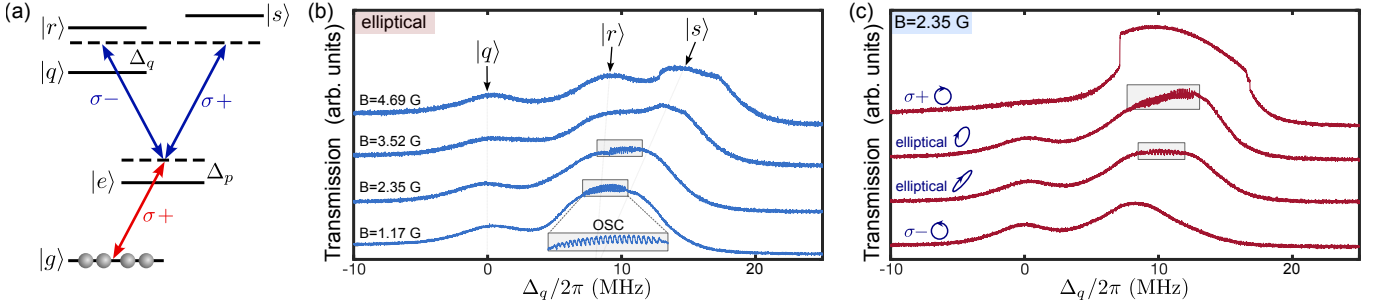 (a)
|s⟩
|r⟩
Δq
|q⟩
σ−
σ+
|e⟩
Δp
σ+
|g⟩
(b)
elliptical
|q⟩
|r⟩
|s⟩
B=4.69 G
B=3.52 G
B=2.35 G
B=1.17 G
OSC
Transmission (arb. units)
-10
0
10
20
Δq/2π (MHz)
(c)
B=2.35 G
σ+
elliptical
elliptical
σ−
Transmission (arb. units)
-10
0
10
20
Δq/2π (MHz)